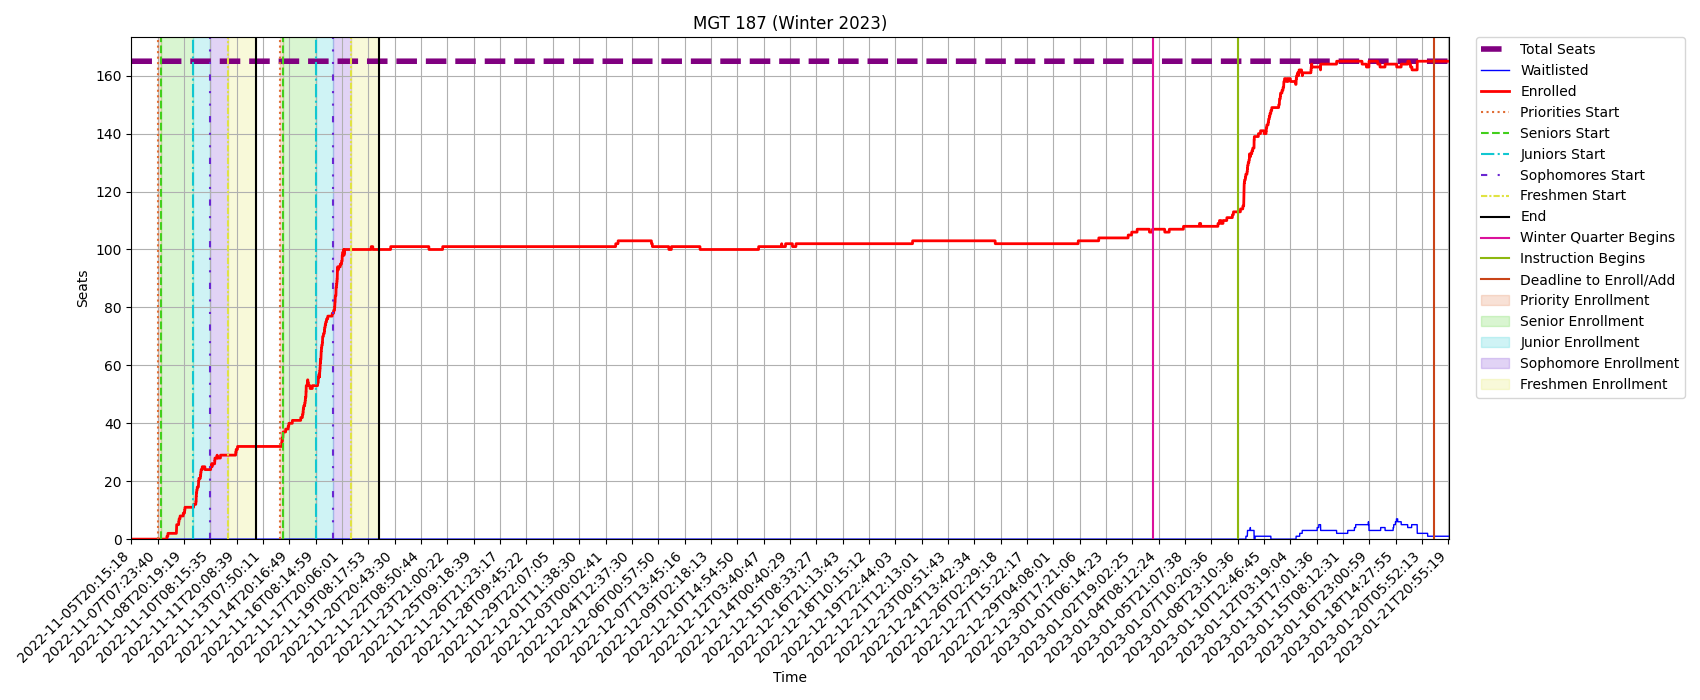 MGT 187 (Winter 2023)
Seats
160
140
120
100
80
60
40
20
0
2022-11-05T20:15:18
2022-11-07T07:23:40
2022-11-08T20:19:19
2022-11-10T08:15:35
2022-11-11T20:08:39
2022-11-13T07:50:11
2022-11-14T20:16:49
2022-11-16T08:14:59
2022-11-17T20:06:01
2022-11-19T08:17:53
2022-11-20T20:43:30
2022-11-22T08:50:44
2022-11-23T21:00:22
2022-11-25T09:18:39
2022-11-26T21:23:17
2022-11-28T09:45:22
2022-11-29T22:07:05
2022-12-01T11:38:30
2022-12-03T00:02:41
2022-12-04T12:37:30
2022-12-06T00:57:50
2022-12-07T13:45:16
2022-12-09T02:18:13
2022-12-10T14:54:50
2022-12-12T03:40:47
2022-12-14T00:40:29
2022-12-15T08:33:27
2022-12-16T21:13:43
2022-12-18T10:15:12
2022-12-19T22:44:03
2022-12-21T12:13:01
2022-12-23T00:51:43
2022-12-24T13:42:34
2022-12-26T02:29:18
2022-12-27T15:22:17
2022-12-29T04:08:01
2022-12-30T17:21:06
2023-01-01T06:14:23
2023-01-02T19:02:25
2023-01-04T08:12:24
2023-01-05T21:07:38
2023-01-07T10:20:36
2023-01-08T23:10:36
2023-01-10T12:46:45
2023-01-12T03:19:04
2023-01-13T17:01:36
2023-01-15T08:12:31
2023-01-16T23:00:59
2023-01-18T14:27:55
2023-01-20T05:52:13
2023-01-21T20:55:19
Time
Total Seats
Waitlisted
Enrolled
Priorities Start
Seniors Start
Juniors Start
Sophomores Start
Freshmen Start
End
Winter Quarter Begins
Instruction Begins
Deadline to Enroll/Add
Priority Enrollment
Senior Enrollment
Junior Enrollment
Sophomore Enrollment
Freshmen Enrollment